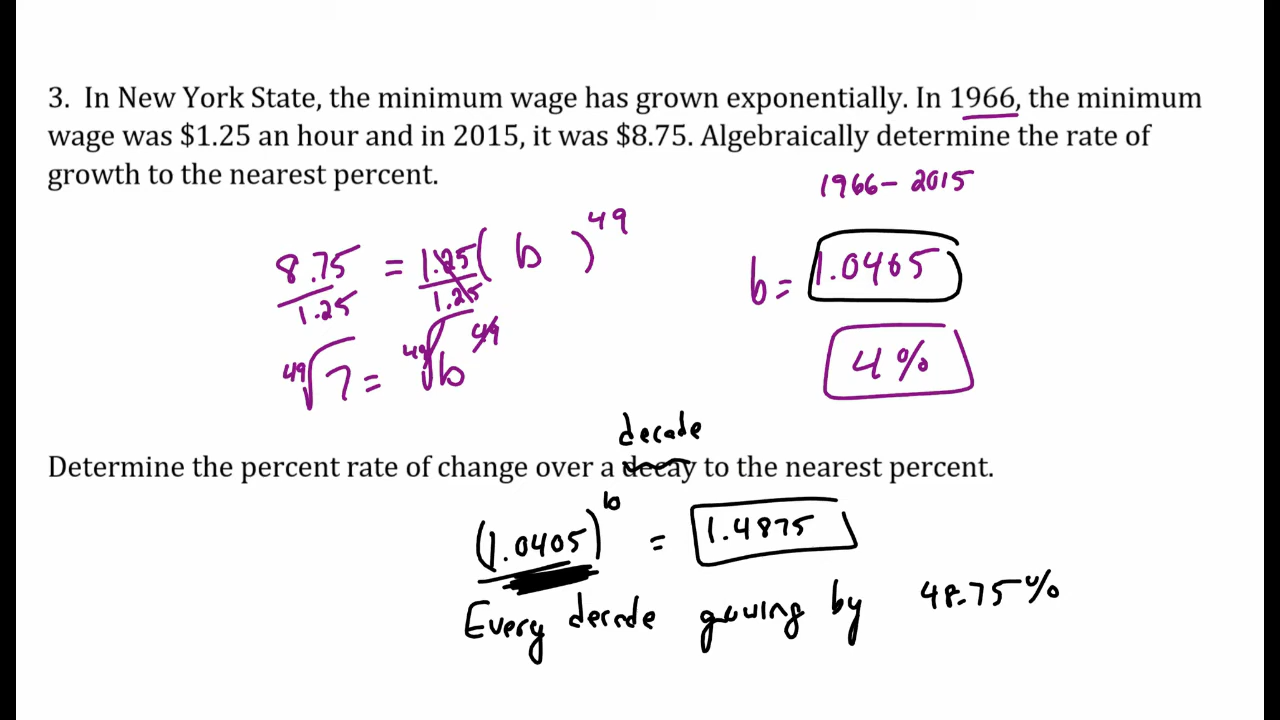 3. In New York State, the minimum wage has grown exponentially. In 1966, the minimum
wage was $1.25 an hour and in 2015, it was $8.75. Algebraically determine the rate of
growth to the nearest percent.
1966 - 2015
8.75 = 1.25 ( b )^49
1.25 1.25
b = 1.0405
49√7 = 49√b^49
4%
decade
Determine the percent rate of change over a decay to the nearest percent.
(1.0405)^10 = 1.4875
Every decade growing by 48.75%